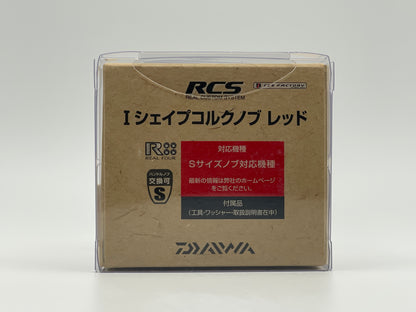 RCS
REAL CUSTOM SYSTEM
FACTORY
I シェイプコルクノブ レッド
R
REAL FOUR
対応機種
Sサイズノブ対応機種
最新の情報は弊社のホームページ
をご覧ください。
ハンドルノブ
交換可
S
付属品
(工具・ワッシャー・取扱説明書在中)
DAIWA